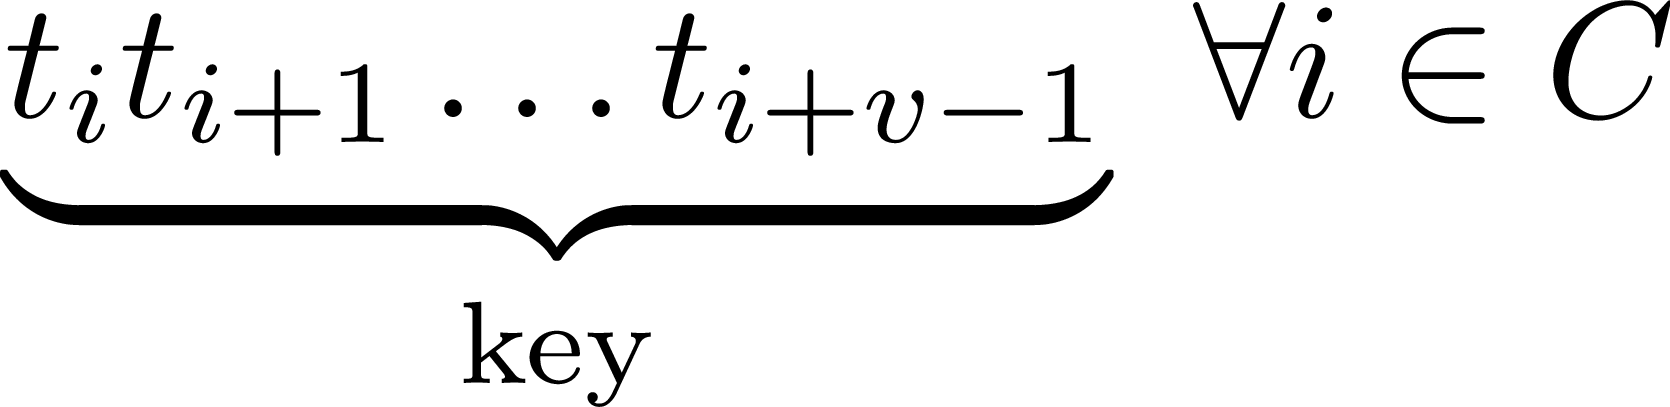 t_i t_{i+1} . . . t_{i+v−1} ∀i ∈ C
key